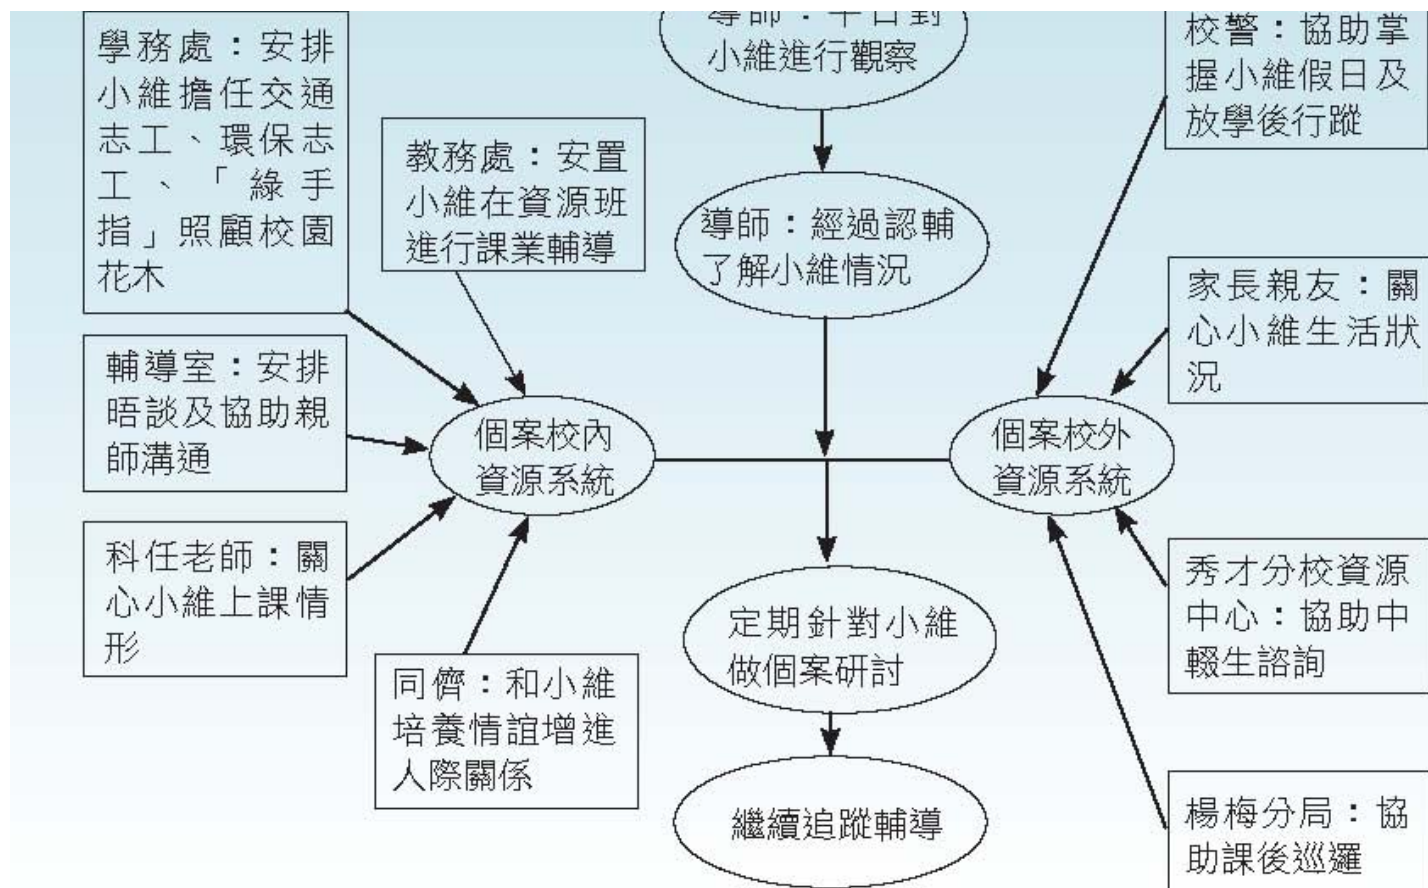 學務處：安排
小維擔任交通
志工、環保志
工、「綠手
指」照顧校園
花木
教務處：安置
小維在資源班
進行課業輔導
輔導室：安排
晤談及協助親
師溝通
科任老師：關
心小維上課情
形
同儕：和小維
培養情誼增進
人際關係
個案校內
資源系統
導師：平日對
小維進行觀察
導師：經過認輔
了解小維情況
定期針對小維
做個案研討
繼續追蹤輔導
個案校外
資源系統
校警：協助掌
握小維假日及
放學後行蹤
家長親友：關
心小維生活狀
況
秀才分校資源
中心：協助中
輟生諮詢
楊梅分局：協
助課後巡邏